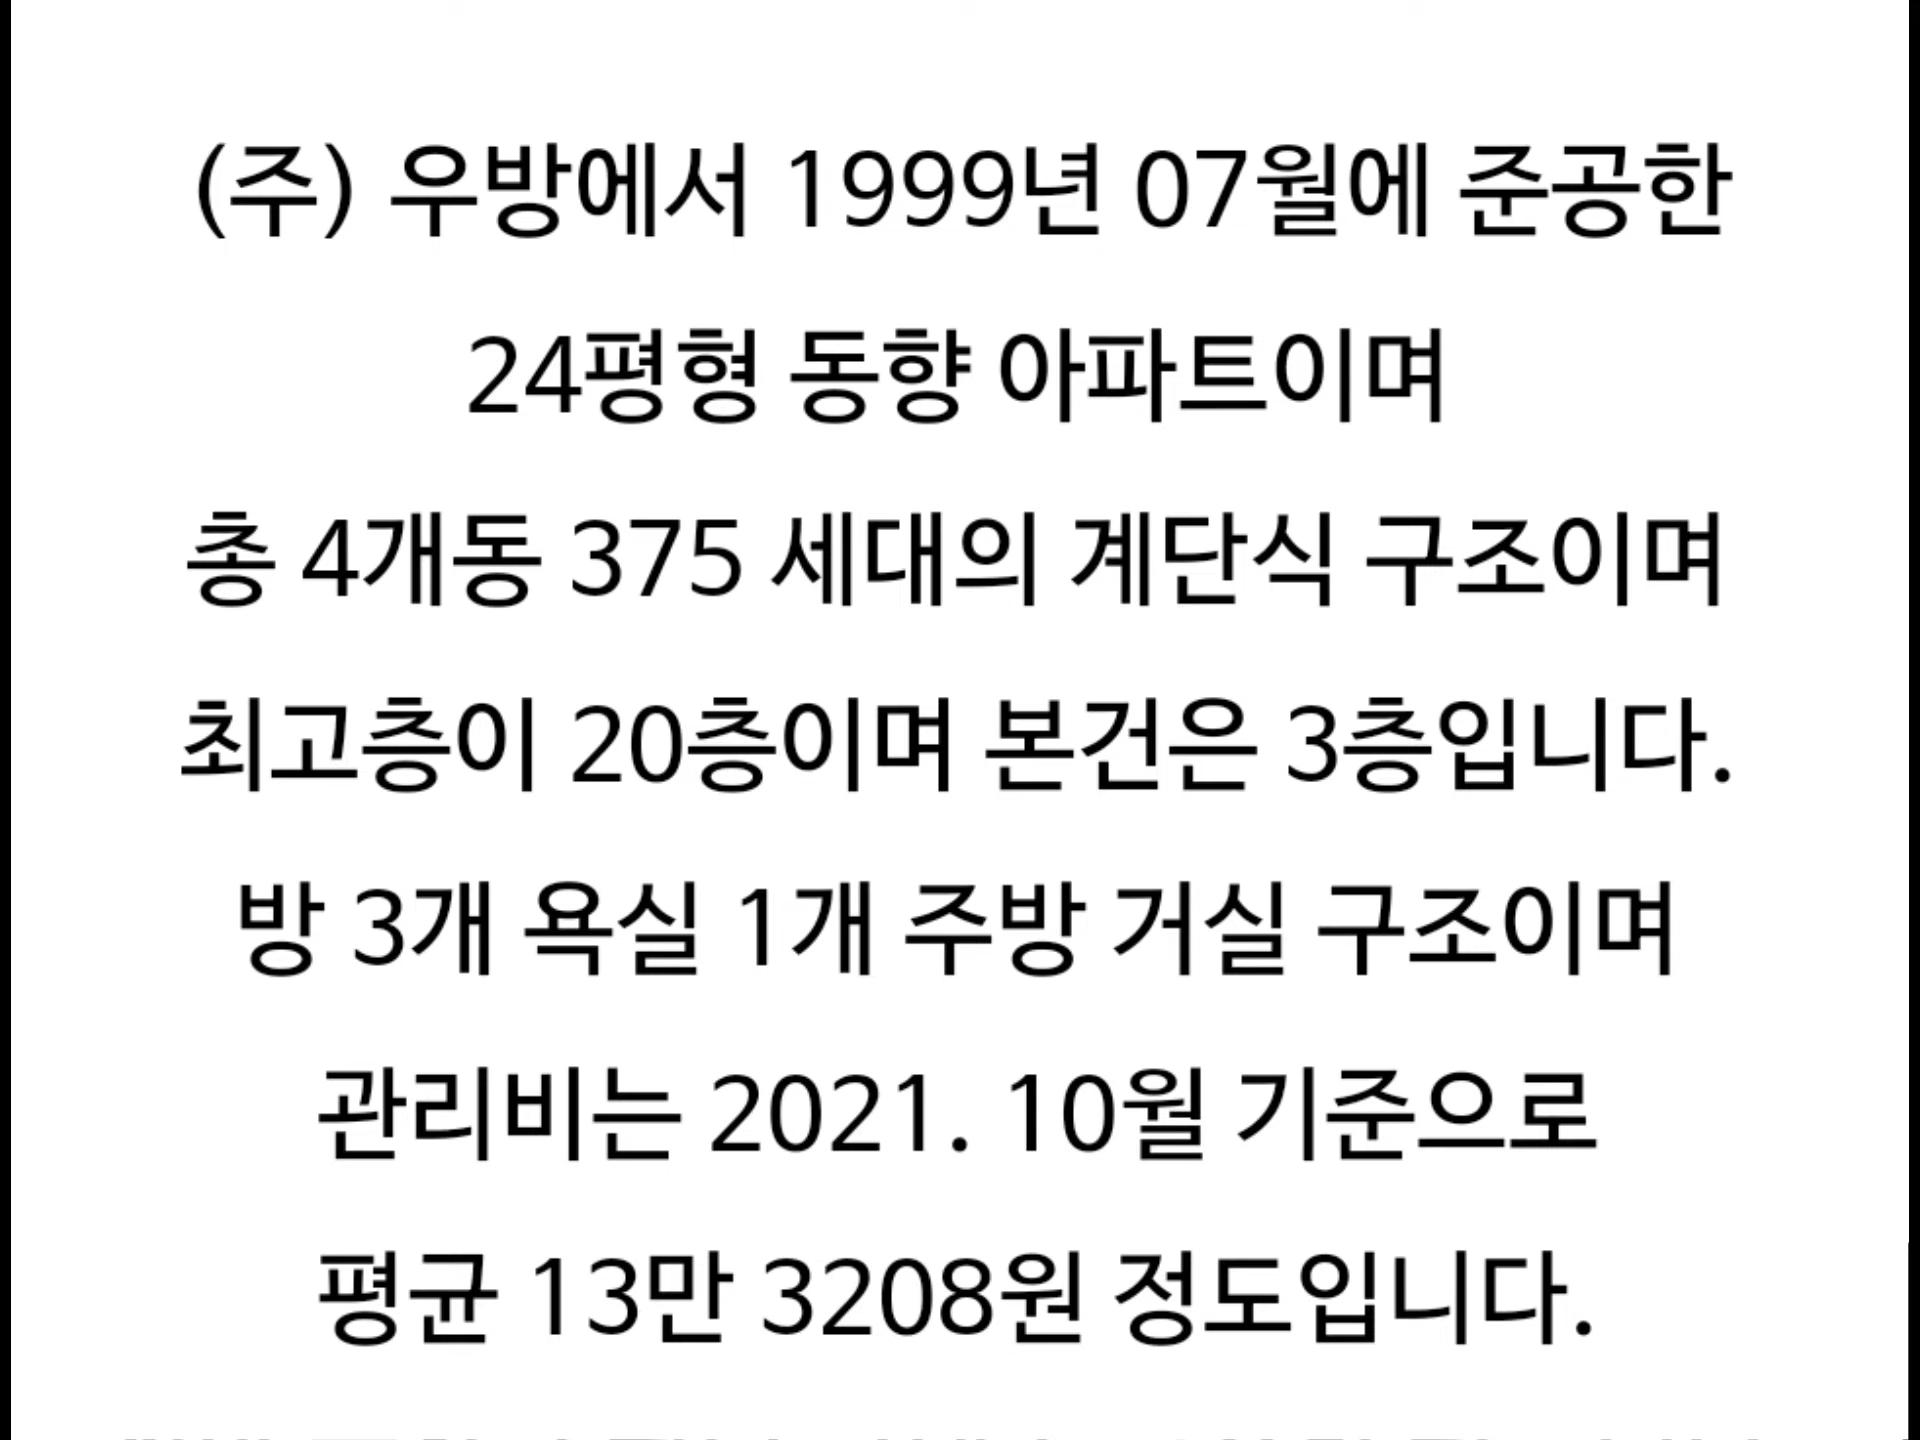 (주) 우방에서 1999년 07월에 준공한
24평형 동향 아파트이며
총 4개동 375 세대의 계단식 구조이며
최고층이 20층이며 본건은 3층입니다.
방 3개 욕실 1개 주방 거실 구조이며
관리비는 2021. 10월 기준으로
평균 13만 3208원 정도입니다.